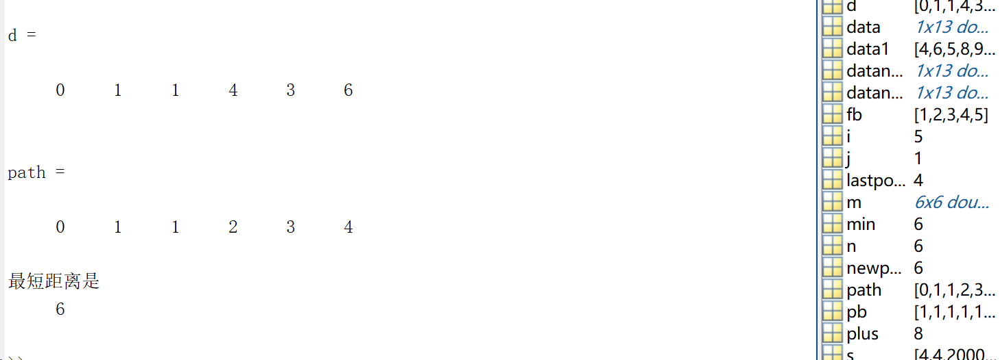 d =
0 1 1 4 3 6
path =
0 1 1 2 3 4
最短距离是
6
d [0,1,1,4,3...
data 1x13 do...
data1 [4,6,5,8,9...
datan... 1x13 do...
datan... 1x13 do...
fb [1,2,3,4,5]
i 5
j 1
lastpo... 4
m 6x6 dou...
min 6
n 6
newp... 6
path [0,1,1,2,3...
pb [1,1,1,1,1...
plus 8
s [4,4,2000...